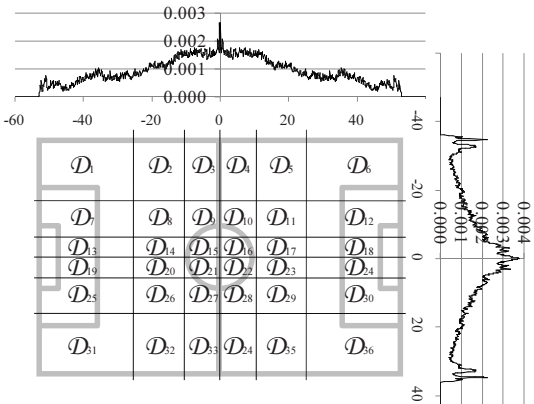 0.003
0.002
0.001
0.000
-60 -40 -20 0 20 40 60
𝒟1 𝒟2 𝒟3 𝒟4 𝒟5 𝒟6
𝒟7 𝒟8 𝒟9 𝒟10 𝒟11 𝒟12
𝒟13 𝒟14 𝒟15 𝒟16 𝒟17 𝒟18
𝒟19 𝒟20 𝒟21 𝒟22 𝒟23 𝒟24
𝒟25 𝒟26 𝒟27 𝒟28 𝒟29 𝒟30
𝒟31 𝒟32 𝒟33 𝒟24 𝒟35 𝒟36
-40
-20
0
20
40
0.000
0.001
0.002
0.003
0.004